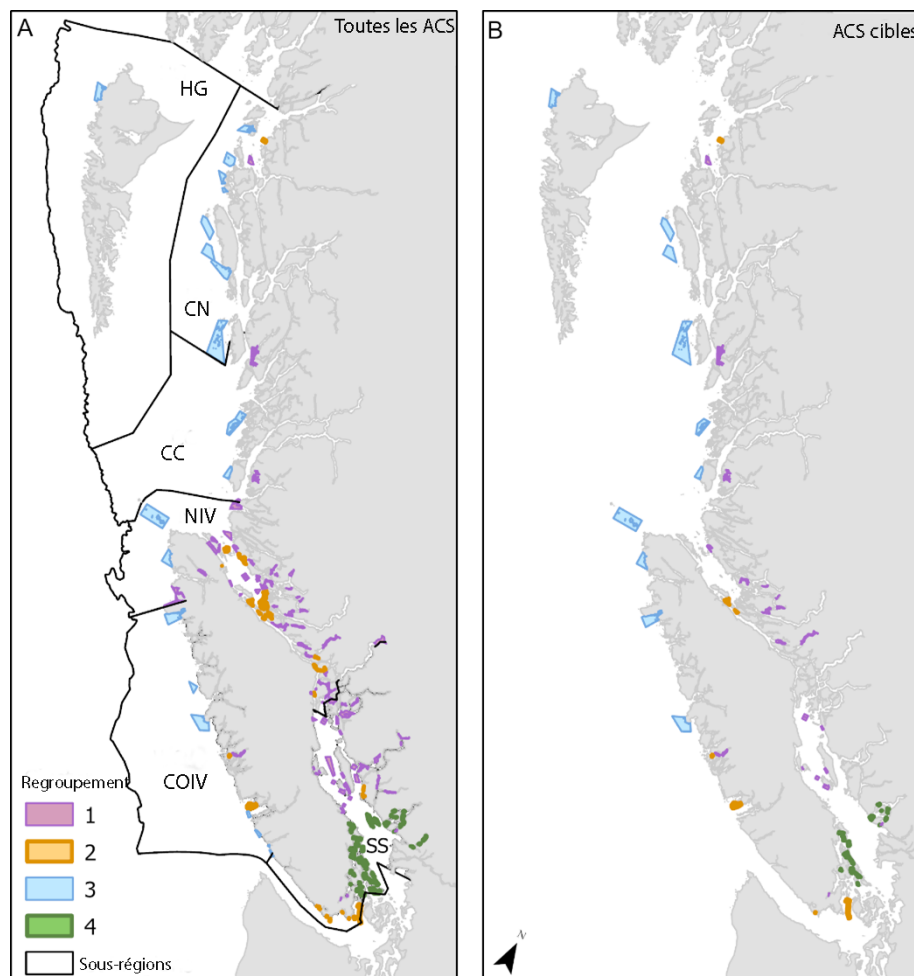 A
Toutes les ACS
HG
CN
CC
NIV
COIV
SS
Regroupement
1
2
3
4
Sous-régions
B
ACS cibles
N